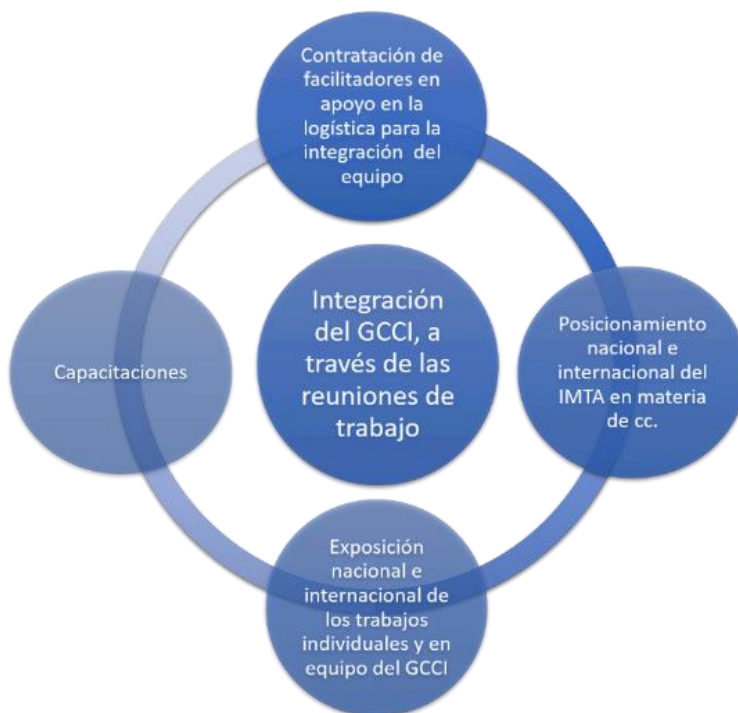 Contratación de
facilitadores en
apoyo en la
logística para la
integración del
equipo
Integración
del GCCI, a
través de las
reuniones de
trabajo
Posicionamiento
nacional e
internacional del
IMTA en materia
de cc.
Capacitaciones
Exposición
nacional e
internacional de
los trabajos
individuales y en
equipo del GCCI